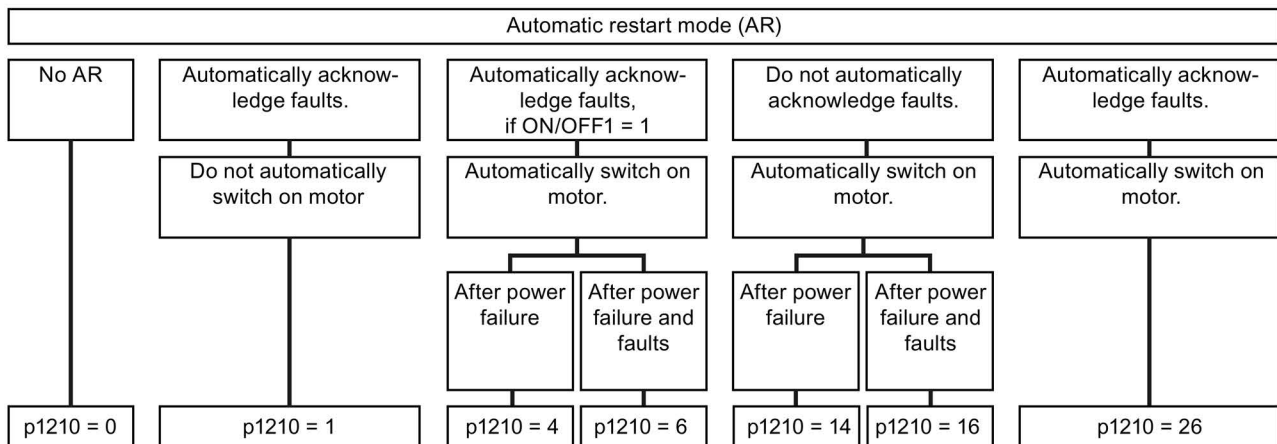 Automatic restart mode (AR)
No AR
Automatically acknow-
ledge faults.
Automatically acknow-
ledge faults,
if ON/OFF1 = 1
Do not automatically
acknowledge faults.
Automatically acknow-
ledge faults.
Do not automatically
switch on motor
Automatically switch on
motor.
Automatically switch on
motor.
Automatically switch on
motor.
After power
failure
After power
failure and
faults
After power
failure
After power
failure and
faults
p1210 = 0
p1210 = 1
p1210 = 4
p1210 = 6
p1210 = 14
p1210 = 16
p1210 = 26